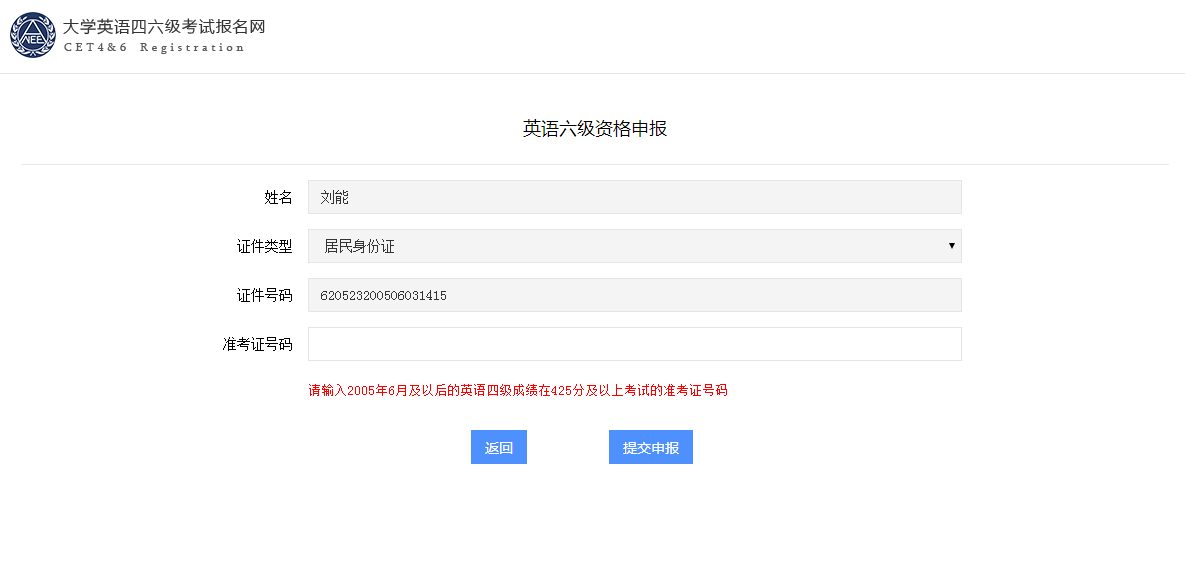 大学英语四六级考试报名网
NEEA
CET4&6 Registration
英语六级资格申报
姓名 刘能
证件类型 居民身份证
证件号码 620523200506031415
准考证号码
请输入2005年6月及以后的英语四级成绩在425分及以上考试的准考证号码
返回 提交申报